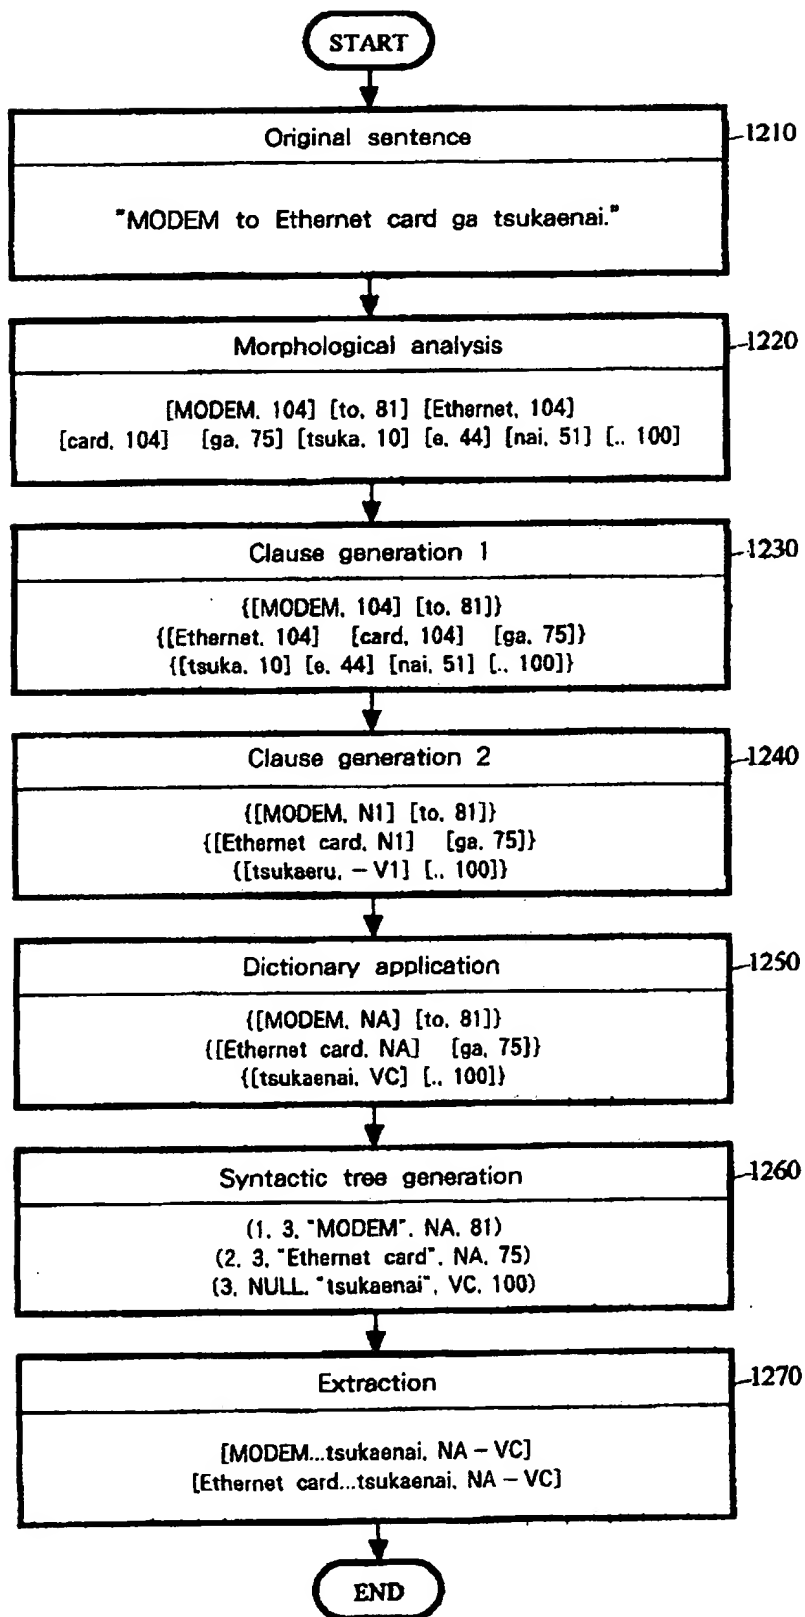 START
Original sentence
1210
"MODEM to Ethernet card ga tsukaenai."
Morphological analysis
1220
[MODEM. 104] [to. 81] [Ethernet. 104]
[card. 104] [ga. 75] [tsuka. 10] [e. 44] [nai. 51] [.. 100]
Clause generation 1
1230
{[MODEM. 104] [to. 81]}
{[Ethernet. 104] [card. 104] [ga. 75]}
{[tsuka. 10] [e. 44] [nai. 51] [.. 100]}
Clause generation 2
1240
{[MODEM. N1] [to. 81]}
{[Ethernet card. N1] [ga. 75]}
{[tsukaeru. – V1] [.. 100]}
Dictionary application
1250
{[MODEM. NA] [to. 81]}
{[Ethernet card. NA] [ga. 75]}
{[tsukaenai. VC] [.. 100]}
Syntactic tree generation
1260
(1. 3. "MODEM". NA. 81)
(2. 3. "Ethernet card". NA. 75)
(3. NULL. "tsukaenai", VC. 100)
Extraction
1270
[MODEM...tsukaenai. NA – VC]
[Ethernet card...tsukaenai. NA – VC]
END